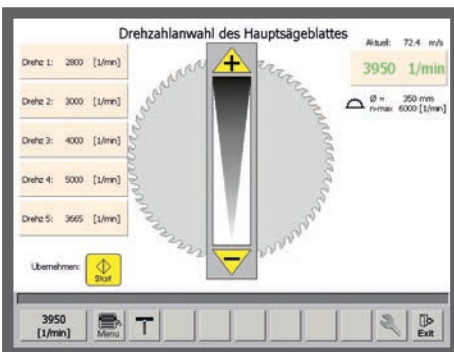 Drehzahlanwahl des Hauptsägeblattes
Aktuell: 72.4 m/s
3950 1/min
Ø = 350 mm
n-max 6000 [1/min]
Drehz 1: 2800 [1/min]
Drehz 2: 3000 [1/min]
Drehz 3: 4000 [1/min]
Drehz 4: 5000 [1/min]
Drehz 5: 3665 [1/min]
Übernehmen:
Start
3950
[1/min]
Menu
Exit